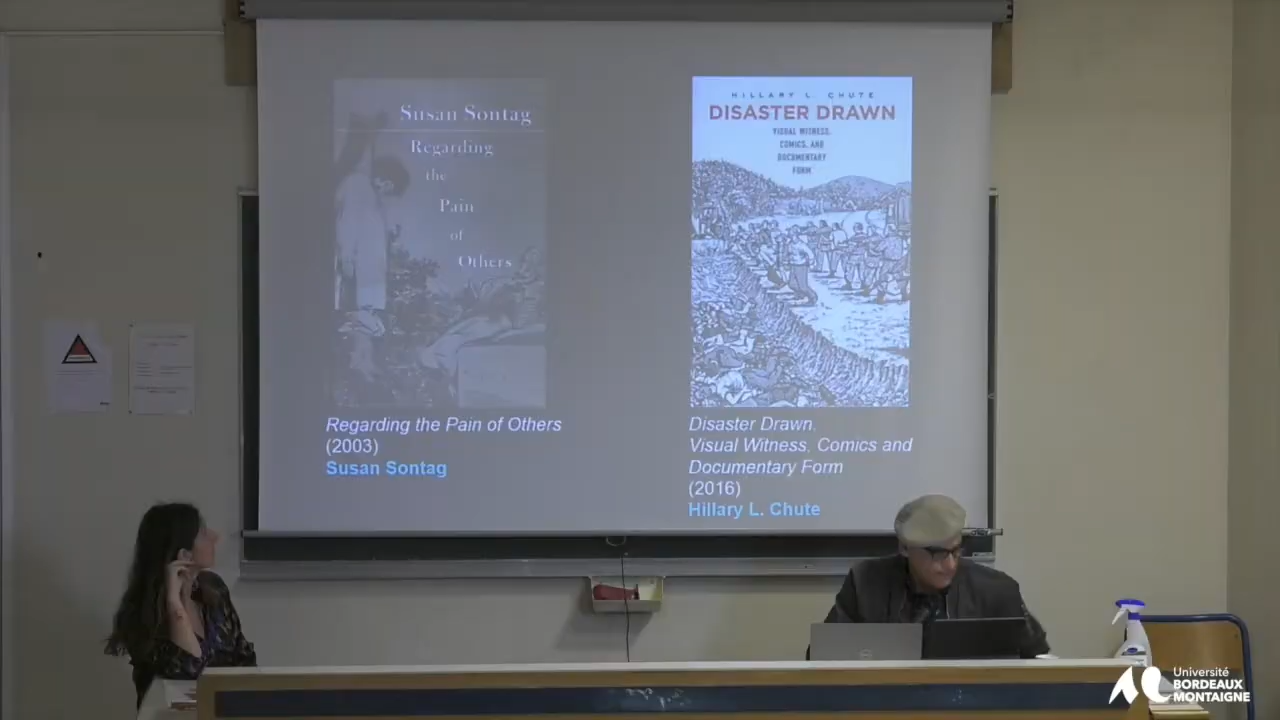 Susan Sontag
Regarding
the
Pain
of
Others
Regarding the Pain of Others
(2003)
Susan Sontag
HILLARY L. CHUTE
DISASTER DRAWN
VISUAL WITNESS,
COMICS, AND
DOCUMENTARY
FORM
Disaster Drawn.
Visual Witness, Comics and
Documentary Form
(2016)
Hillary L. Chute
DELL
Université
BORDEAUX
MONTAIGNE